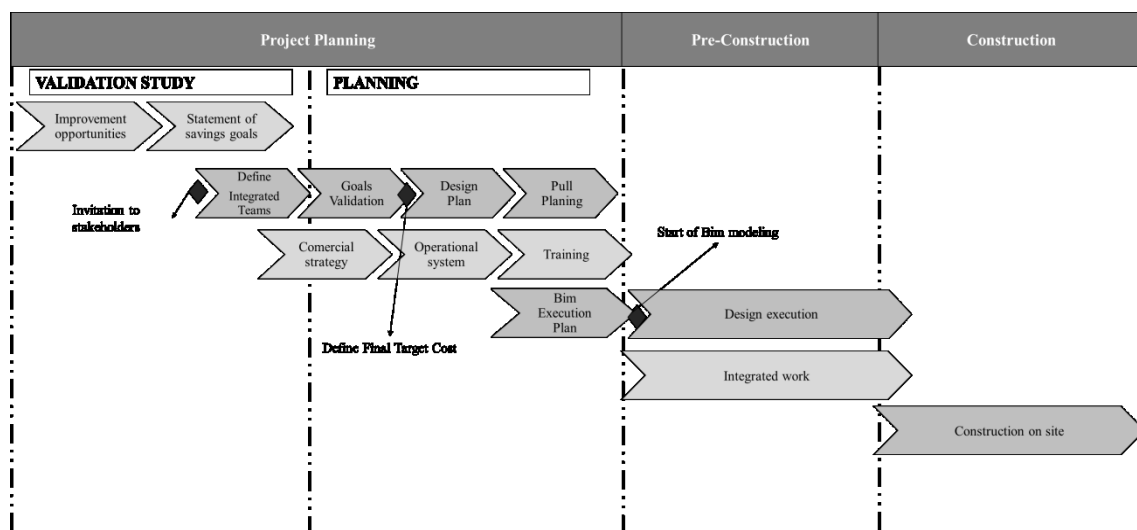 Project Planning
Pre-Construction
Construction
VALIDATION STUDY
PLANNING
Improvement
opportunities
Statement of
savings goals
Define
Integrated
Teams
Goals
Validation
Design
Plan
Pull
Planing
Invitation to
stakeholders
Comercial
strategy
Operational
system
Training
Start of Bim modeling
Bim
Execution
Plan
Design execution
Define Final Target Cost
Integrated work
Construction on site